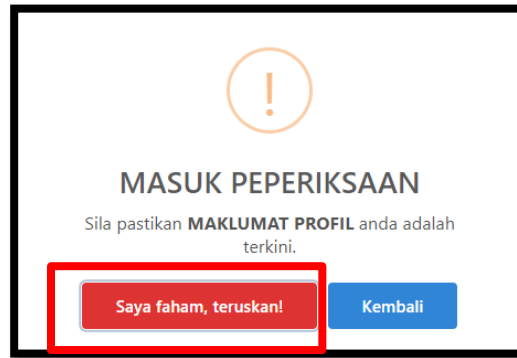 MASUK PEPERIKSAAN
Sila pastikan MAKLUMAT PROFIL anda adalah
terkini.
Saya faham, teruskan!
Kembali